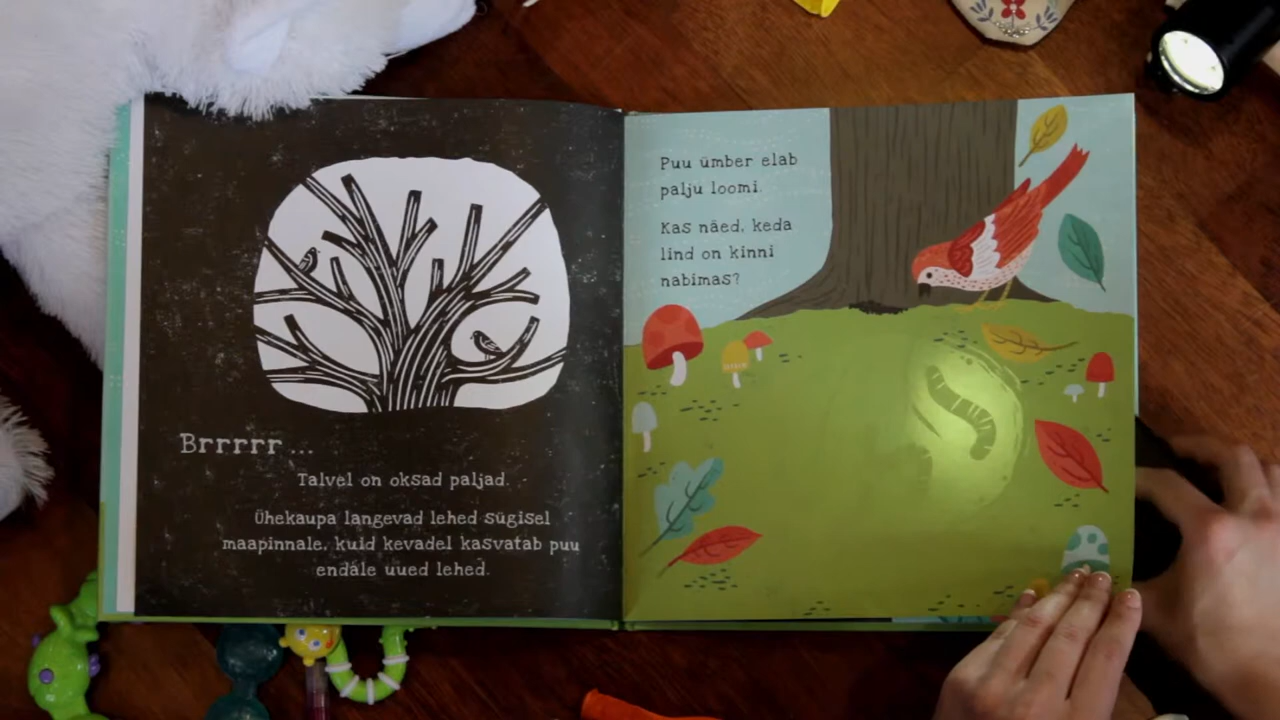 Brrrrr...
Talvel on oksad paljad.
Ühekaupa langevad lehed sügisel
maapinnale, kuid kevadel kasvatab puu
endale uued lehed.
Puu ümber elab
palju loomi.
Kas näed, keda
lind on kinni
nabimas?